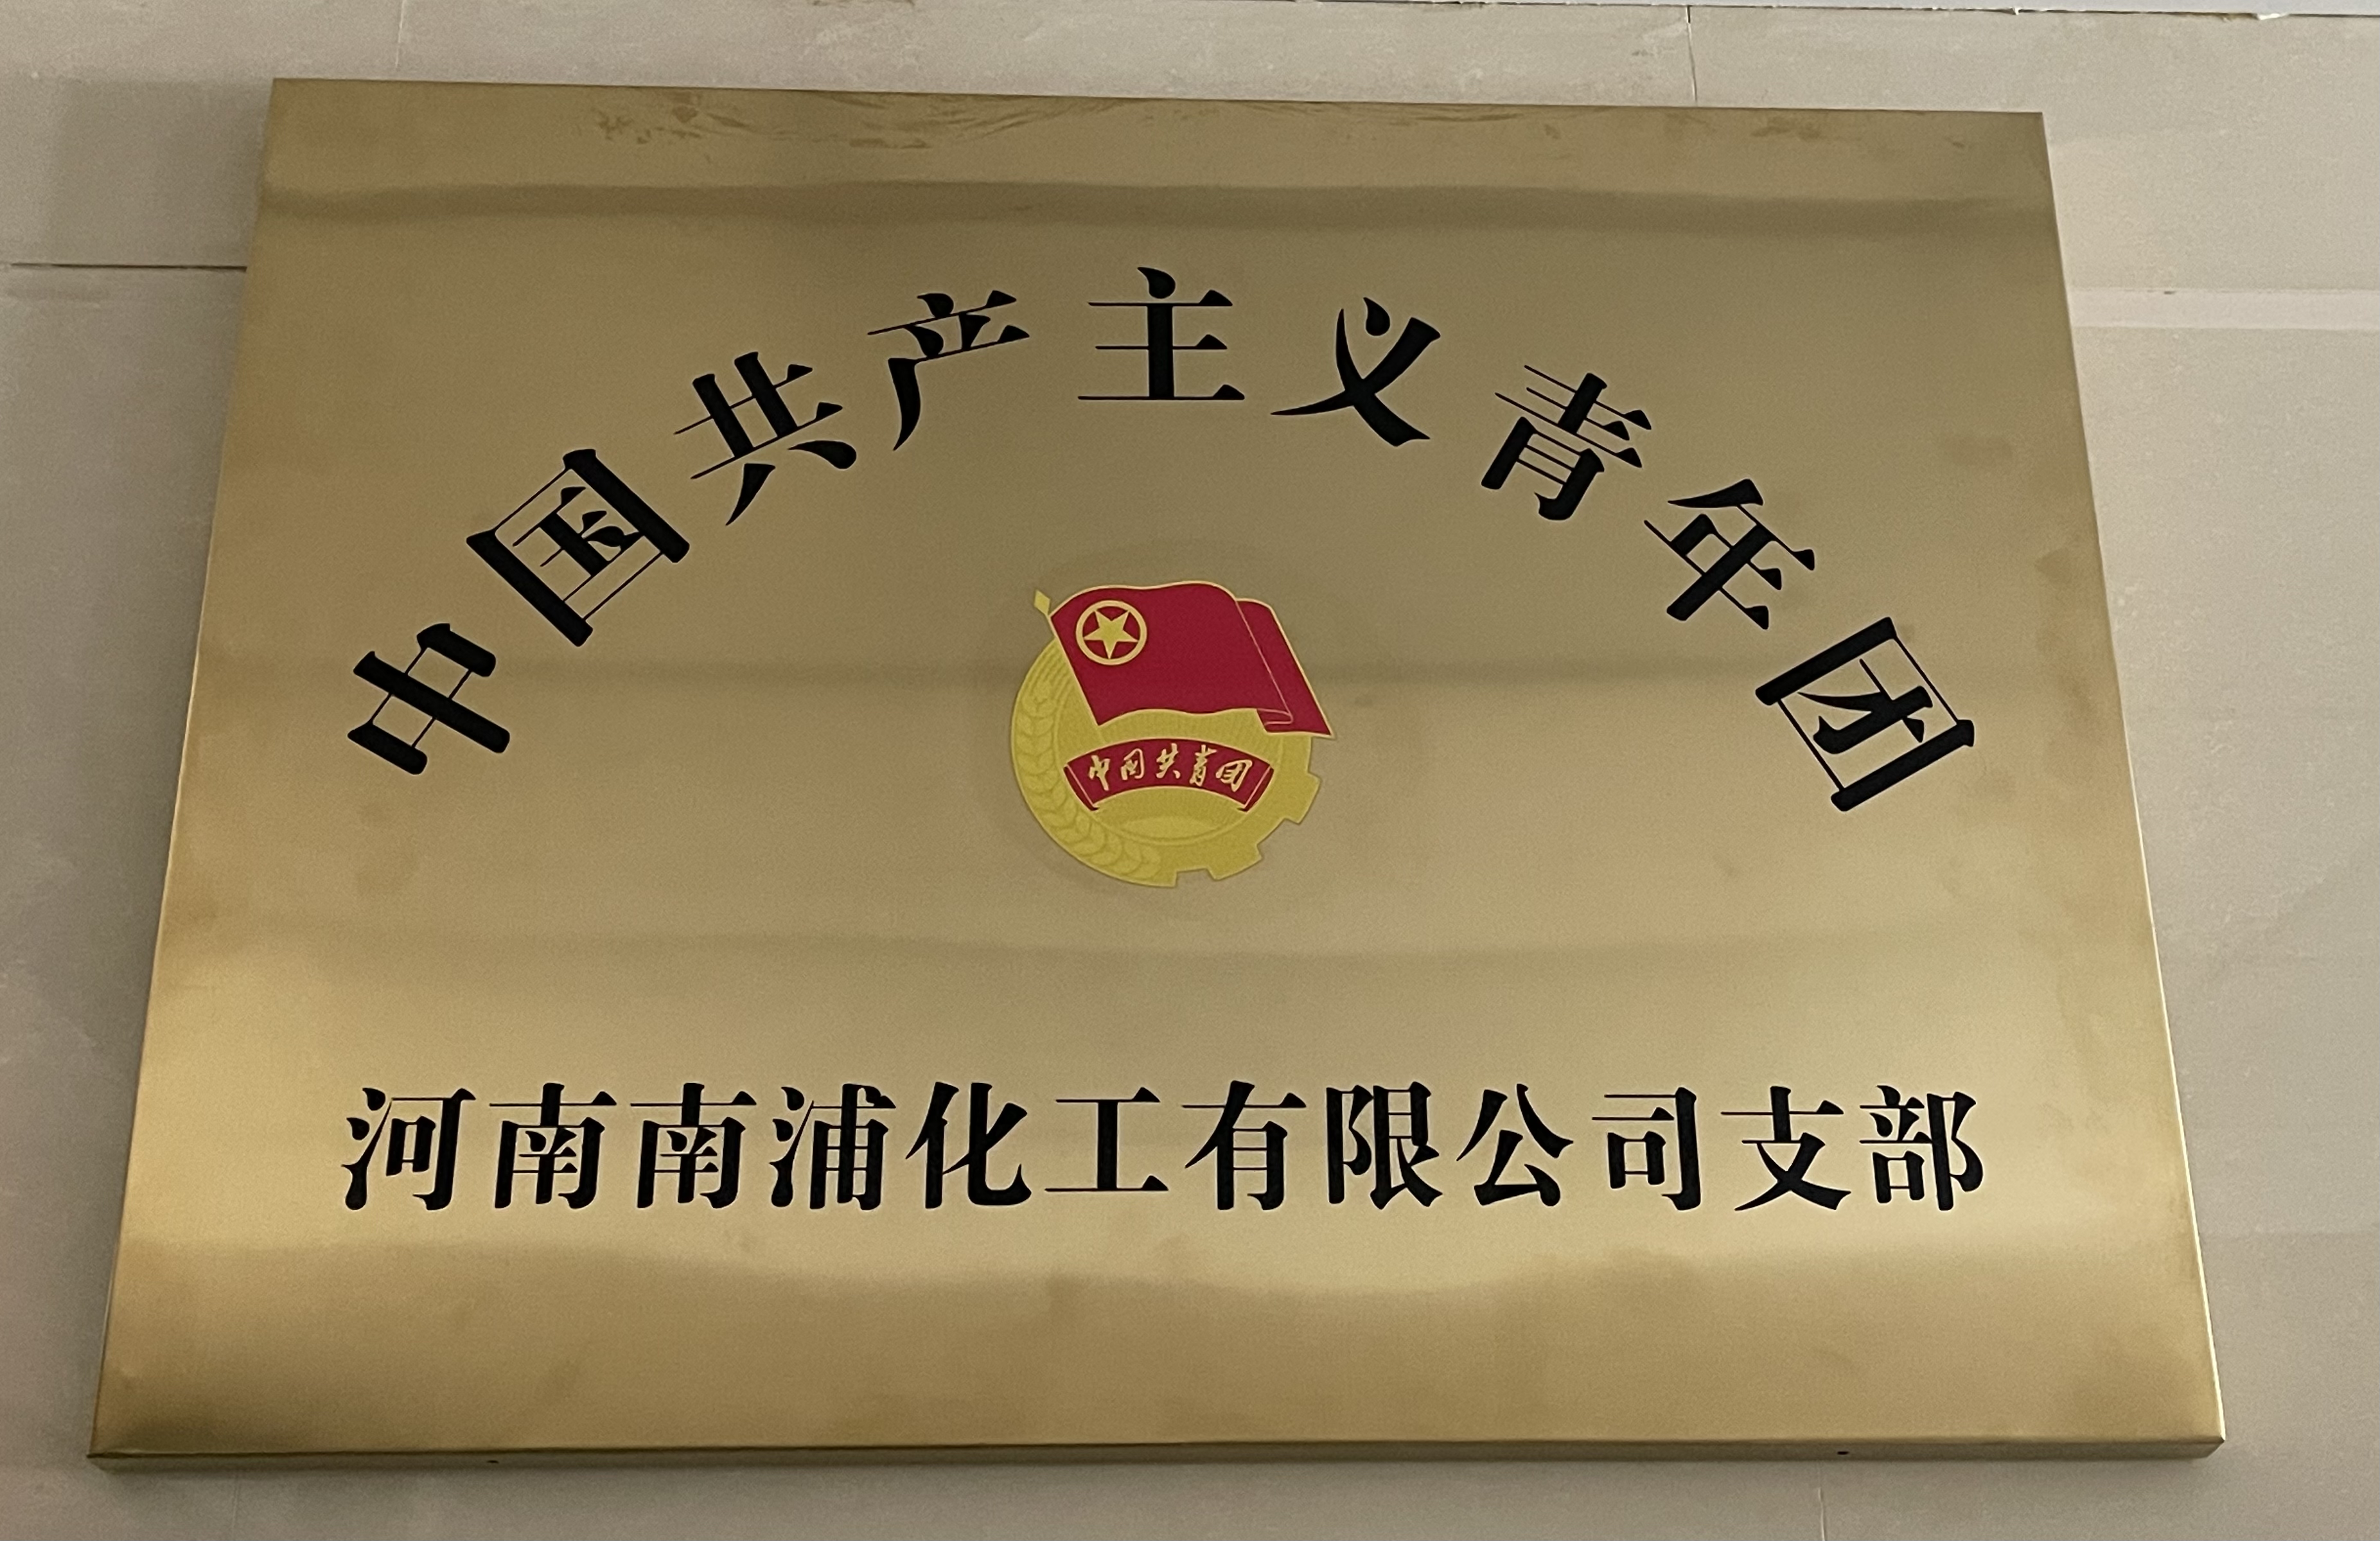 中国共产主义青年团
中国共青团
河南南浦化工有限公司支部